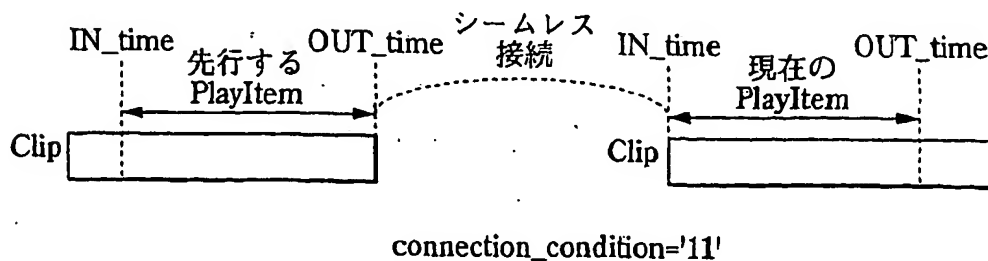 シームレス
接続
IN_time
OUT_time
IN_time
OUT_time
先行する
PlayItem
現在の
PlayItem
Clip
Clip
connection_condition='11'